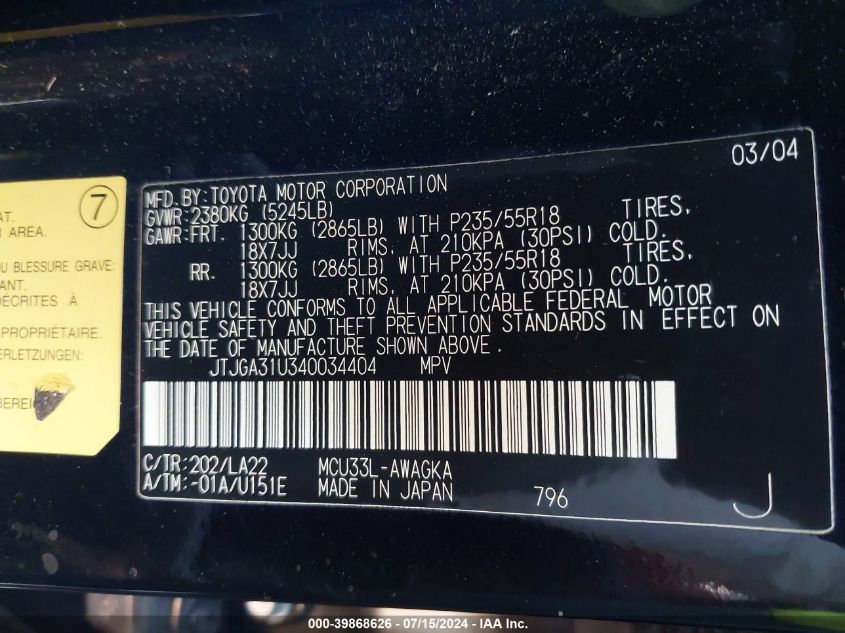 7
AT.
AREA.
U BLESSURE GRAVE:
ANT.
DÉCRITES À
PROPRIÉTAIRE.
ERLETZUNGEN:
BEREI
03/04
MFD.BY:TOYOTA MOTOR CORPORATION
GVWR:2380KG (5245LB)
GAWR:FRT. 1300KG (2865LB) WITH P235/55R18 TIRES,
18X7JJ RIMS, AT 210KPA (30PSI) COLD.
RR. 1300KG (2865LB) WITH P235/55R18 TIRES,
18X7JJ RIMS, AT 210KPA (30PSI) COLD.
THIS VEHICLE CONFORMS TO ALL APPLICABLE FEDERAL MOTOR
VEHICLE SAFETY AND THEFT PREVENTION STANDARDS IN EFFECT ON
THE DATE OF MANUFACTURE SHOWN ABOVE.
JTJGA31U340034404 MPV
C/TR:202/LA22 MCU33L-AWAGKA
A/TM:-01A/U151E MADE IN JAPAN 796 J
000-39868626 - 07/15/2024 - IAA Inc.